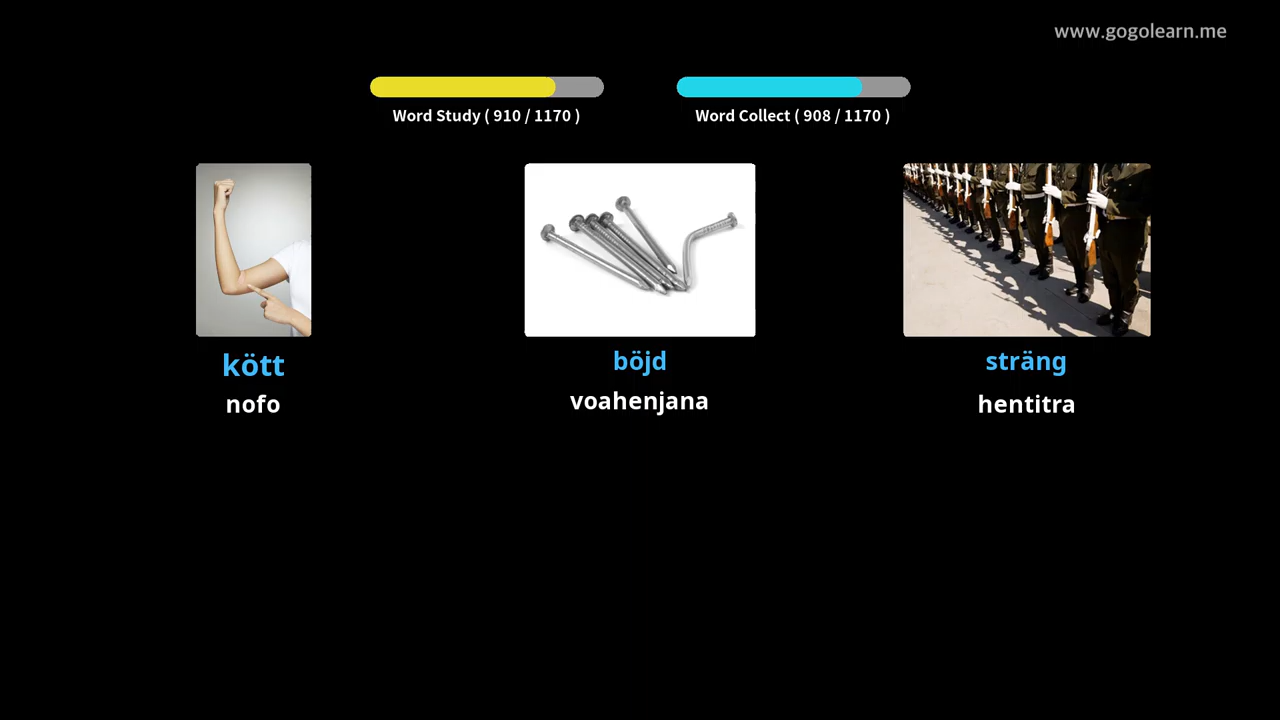 www.gogolearn.me
Word Study ( 910 / 1170 )
Word Collect ( 908 / 1170 )
kött
nofo
böjd
voahenjana
sträng
hentitra